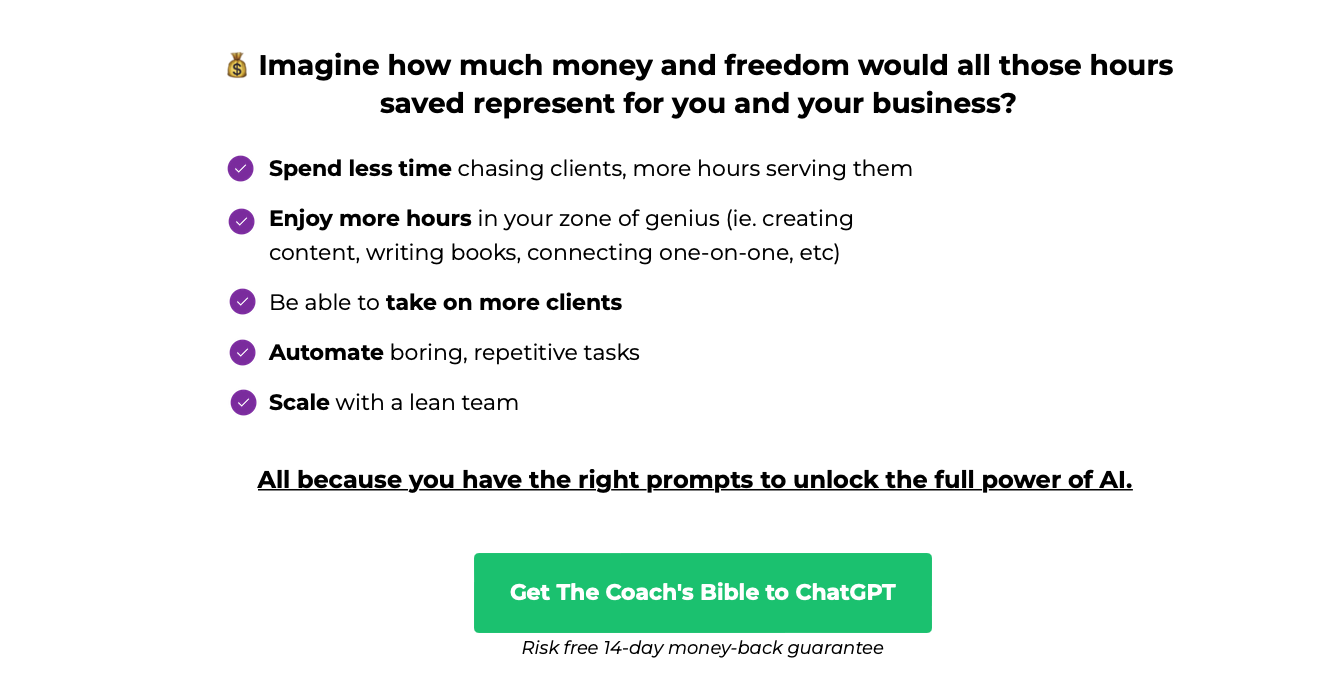 💰 Imagine how much money and freedom would all those hours
saved represent for you and your business?
Spend less time chasing clients, more hours serving them
Enjoy more hours in your zone of genius (ie. creating
content, writing books, connecting one-on-one, etc)
Be able to take on more clients
Automate boring, repetitive tasks
Scale with a lean team
All because you have the right prompts to unlock the full power of AI.
Get The Coach's Bible to ChatGPT
Risk free 14-day money-back guarantee